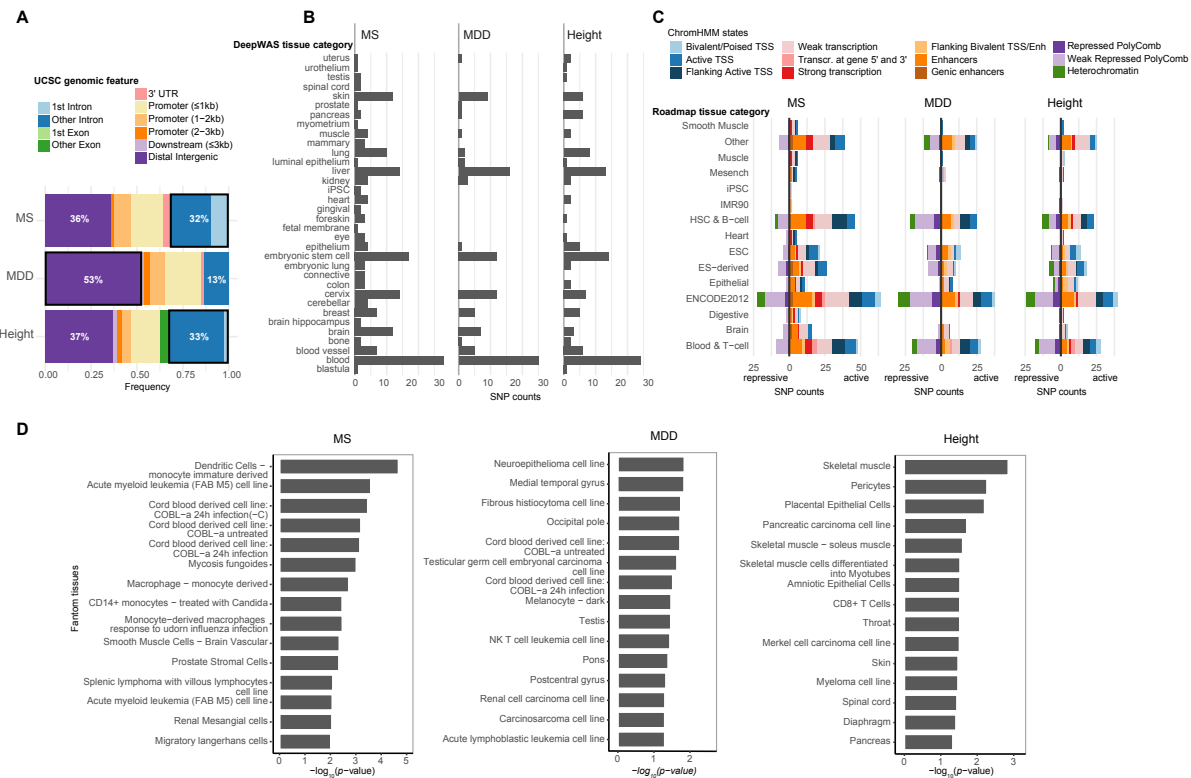 A
UCSC genomic feature
1st Intron
Other Intron
1st Exon
Other Exon
3' UTR
Promoter (≤1kb)
Promoter (1−2kb)
Promoter (2−3kb)
Downstream (≤3kb)
Distal Intergenic
MS
36%
32%
MDD
53%
13%
Height
37%
33%
0.00 0.25 0.50 0.75 1.00
Frequency
B
DeepWAS tissue category
MS
MDD
Height
uterus
urothelium
testis
spinal cord
skin
prostate
pancreas
myometrium
muscle
mammary
lung
luminal epithelium
liver
kidney
iPSC
heart
gingival
foreskin
fetal membrane
eye
epithelium
embryonic stem cell
embryonic lung
connective
colon
cervix
cerebellar
breast
brain hippocampus
brain
bone
blood vessel
blood
blastula
0 10 20 30
0 10 20 30
0 10 20 30
SNP counts
SNP counts
C
ChromHMM states
Bivalent/Poised TSS
Active TSS
Flanking Active TSS
Weak transcription
Transcr. at gene 5' and 3'
Strong transcription
Flanking Bivalent TSS/Enh
Enhancers
Genic enhancers
Repressed PolyComb
Weak Repressed PolyComb
Heterochromatin
Roadmap tissue category
MS
MDD
Height
Smooth Muscle
Other
Muscle
Mesench
iPSC
IMR90
HSC & B−cell
Heart
ESC
ES−derived
Epithelial
ENCODE2012
Digestive
Brain
Blood & T−cell
25 0 25 50
25 0 25
25 0 25
repressive active
repressive active
repressive active
SNP counts
SNP counts
SNP counts
D
Fantom tissues
MS
Dendritic Cells −
monocyte immature derived
Acute myeloid leukemia (FAB M5) cell line
Cord blood derived cell line:
COBL−a 24h infection(−C)
Cord blood derived cell line:
COBL−a untreated
Cord blood derived cell line:
COBL−a 24h infection
Mycosis fungoides
Macrophage − monocyte derived
CD14+ monocytes − treated with Candida
Monocyte−derived macrophages
response to udorn influenza infection
Smooth Muscle Cells − Brain Vascular
Prostate Stromal Cells
Splenic lymphoma with villous lymphocytes
cell line
Acute myeloid leukemia (FAB M5) cell line
Renal Mesangial cells
Migratory langerhans cells
0 1 2 3 4 5
−log10(p−value)
MDD
Neuroepithelioma cell line
Medial temporal gyrus
Fibrous histiocytoma cell line
Occipital pole
Cord blood derived cell line:
COBL−a untreated
Testicular germ cell embryonal carcinoma
cell line
Cord blood derived cell line:
COBL−a 24h infection
Melanocyte − dark
Testis
NK T cell leukemia cell line
Pons
Postcentral gyrus
Renal cell carcinoma cell line
Carcinosarcoma cell line
Acute lymphoblastic leukemia cell line
0 1 2
−log10(p−value)
Height
Skeletal muscle
Pericytes
Placental Epithelial Cells
Pancreatic carcinoma cell line
Skeletal muscle − soleus muscle
Skeletal muscle cells differentiated
into Myotubes
Amniotic Epithelial Cells
CD8+ T Cells
Throat
Merkel cell carcinoma cell line
Skin
Myeloma cell line
Spinal cord
Diaphragm
Pancreas
0 1 2 3
−log10(p−value)